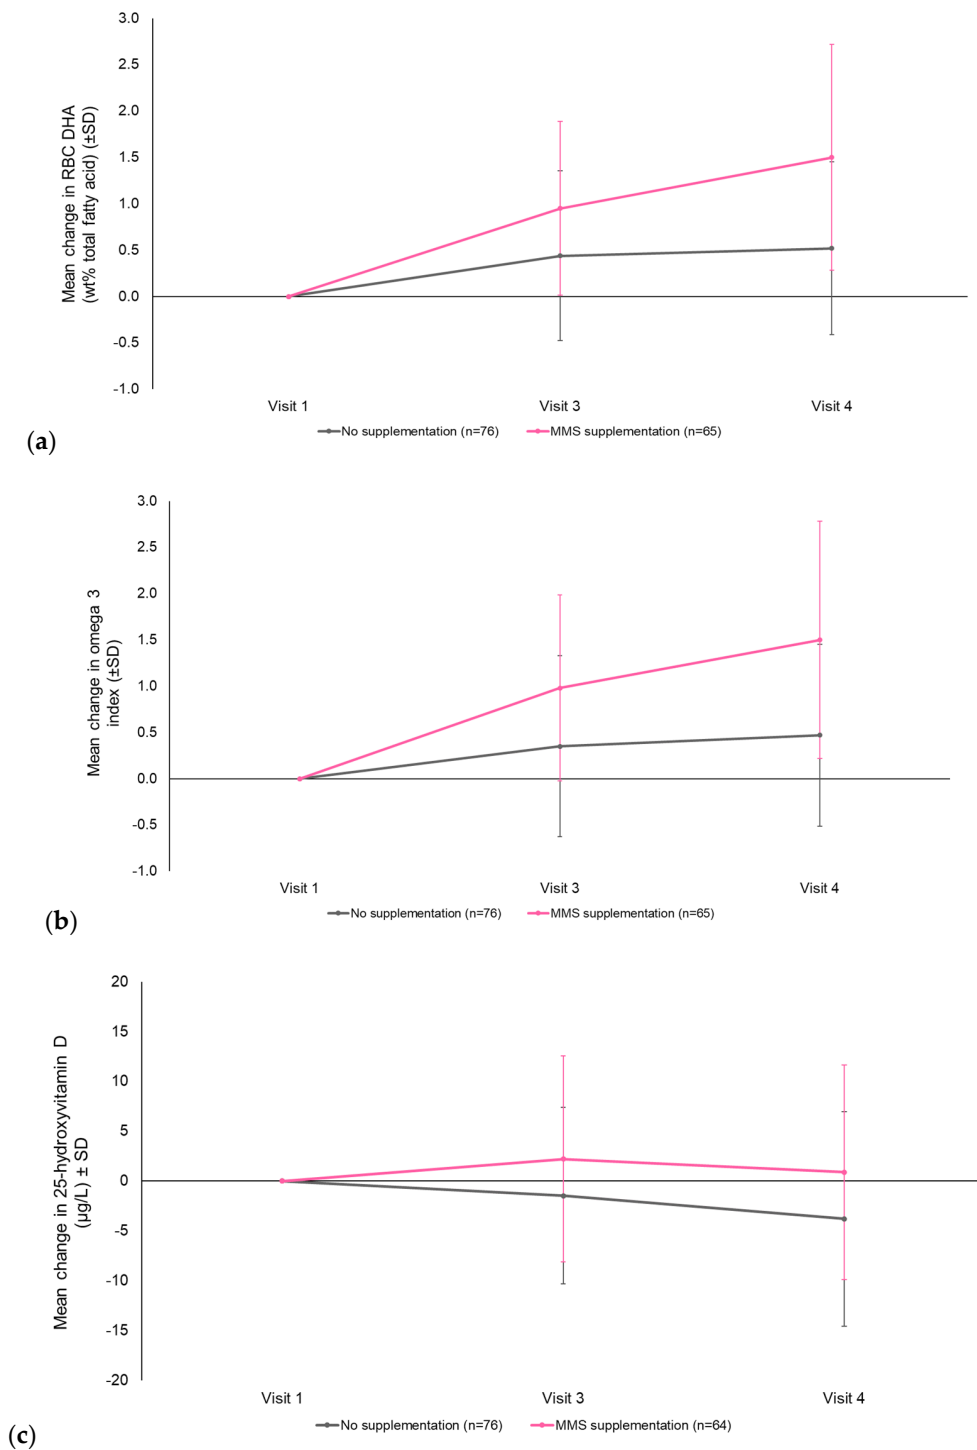 3.0
2.5
2.0
1.5
1.0
0.5
0.0
-0.5
-1.0
Mean change in RBC DHA
(wt% total fatty acid) (±SD)
Visit 1 Visit 3 Visit 4
No supplementation (n=76) MMS supplementation (n=65)
(a)
3.0
2.5
2.0
1.5
1.0
0.5
0.0
-0.5
-1.0
Mean change in omega 3
index (±SD)
Visit 1 Visit 3 Visit 4
No supplementation (n=76) MMS supplementation (n=65)
(b)
20
15
10
5
0
-5
-10
-15
-20
Mean change in 25-hydroxyvitamin D
(µg/L) ± SD
Visit 1 Visit 3 Visit 4
No supplementation (n=76) MMS supplementation (n=64)
(c)